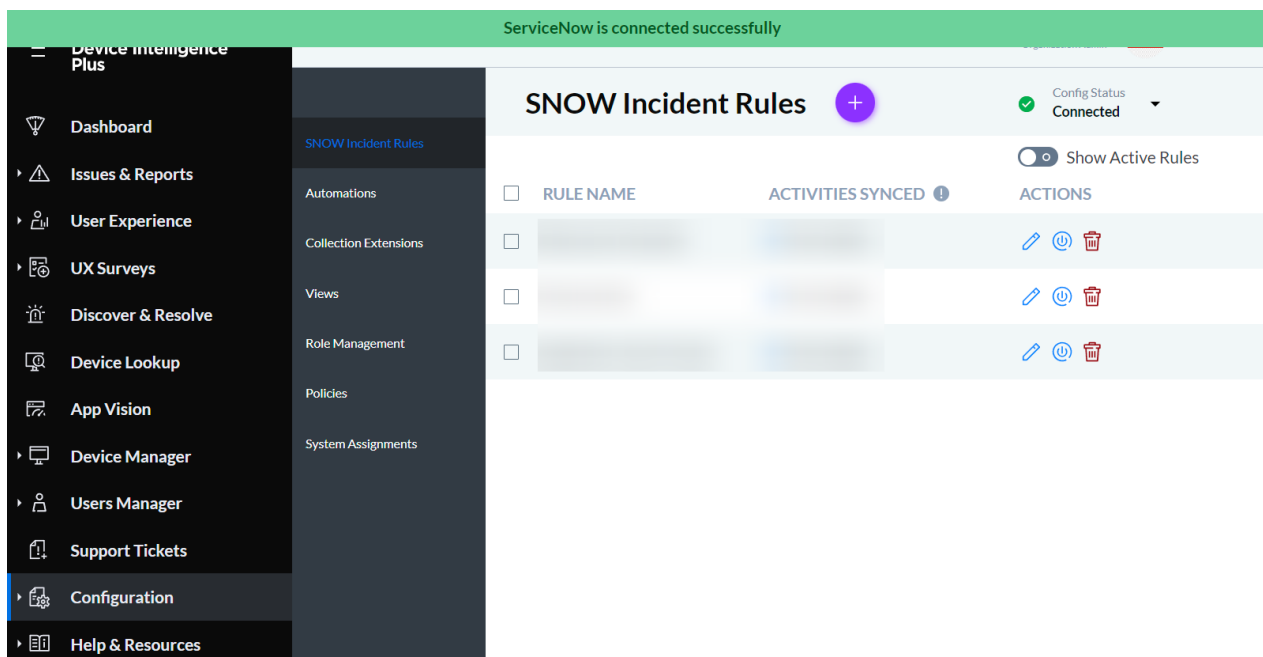 ServiceNow is connected successfully
Device Intelligence
Plus
Dashboard
Issues & Reports
User Experience
UX Surveys
Discover & Resolve
Device Lookup
App Vision
Device Manager
Users Manager
Support Tickets
Configuration
Help & Resources
SNOW Incident Rules
Automations
Collection Extensions
Views
Role Management
Policies
System Assignments
SNOW Incident Rules
Config Status
Connected
Show Active Rules
RULE NAME ACTIVITIES SYNCED ACTIONS